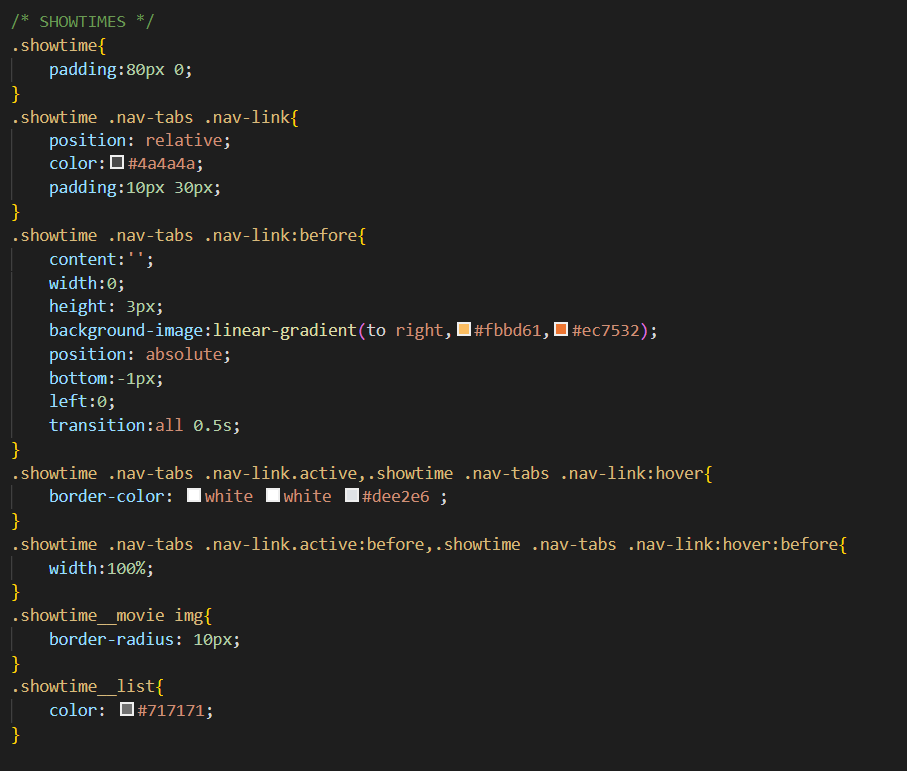 /* SHOWTIMES */
.showtime{
    padding:80px 0;
}
.showtime .nav-tabs .nav-link{
    position: relative;
    color:#4a4a4a;
    padding:10px 30px;
}
.showtime .nav-tabs .nav-link:before{
    content:'';
    width:0;
    height: 3px;
    background-image:linear-gradient(to right,#fbbd61,#ec7532);
    position: absolute;
    bottom:-1px;
    left:0;
    transition:all 0.5s;
}
.showtime .nav-tabs .nav-link.active,.showtime .nav-tabs .nav-link:hover{
    border-color: white white #dee2e6 ;
}
.showtime .nav-tabs .nav-link.active:before,.showtime .nav-tabs .nav-link:hover:before{
    width:100%;
}
.showtime__movie img{
    border-radius: 10px;
}
.showtime__list{
    color: #717171;
}